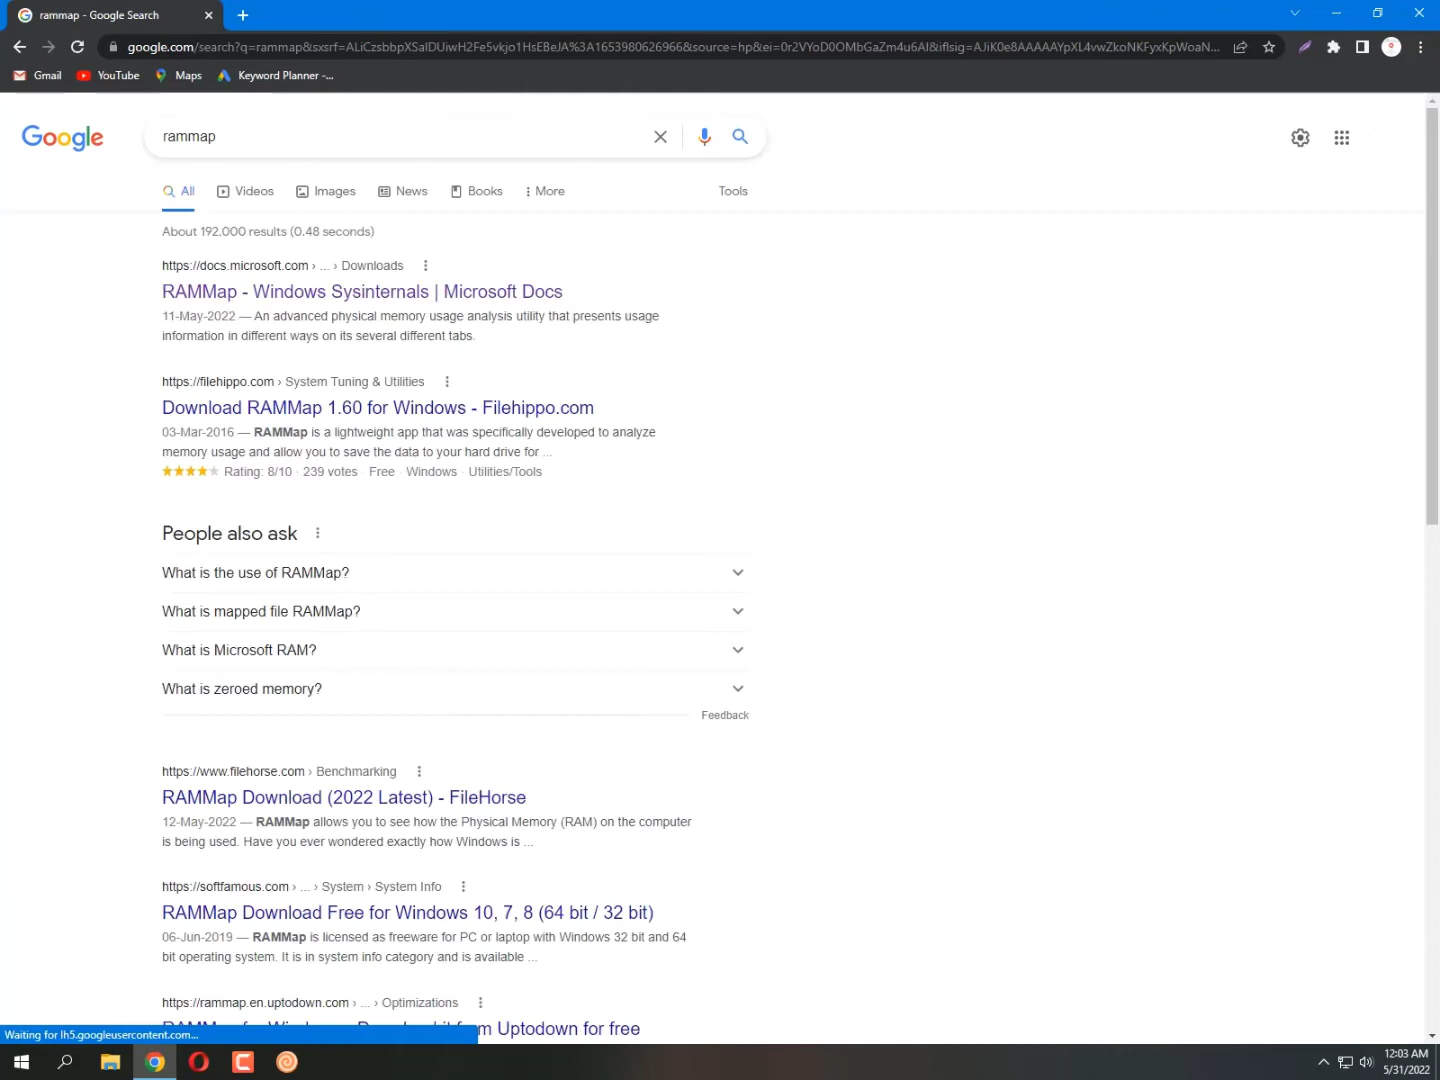 rammap - Google Search
google.com/search?q=rammap&sxsrf=ALiCzsbbpXSalDUiwH2Fe5vkjo1HsEBeJA%3A1653980626966&source=hp&ei=0r2VYoD0OMbGaZm4u6AI&iflsig=AJiK0e8AAAAAYpXL4vwZkoNKFyxKpWoaN...
Gmail YouTube Maps Keyword Planner -...
Google rammap
All Videos Images News Books More Tools
About 192,000 results (0.48 seconds)
https://docs.microsoft.com › ... › Downloads
RAMMap - Windows Sysinternals | Microsoft Docs
11-May-2022 — An advanced physical memory usage analysis utility that presents usage
information in different ways on its several different tabs.
https://filehippo.com › System Tuning & Utilities
Download RAMMap 1.60 for Windows - Filehippo.com
03-Mar-2016 — RAMMap is a lightweight app that was specifically developed to analyze
memory usage and allow you to save the data to your hard drive for ...
Rating: 8/10 · 239 votes · Free · Windows · Utilities/Tools
People also ask
What is the use of RAMMap?
What is mapped file RAMMap?
What is Microsoft RAM?
What is zeroed memory?
Feedback
https://www.filehorse.com › Benchmarking
RAMMap Download (2022 Latest) - FileHorse
12-May-2022 — RAMMap allows you to see how the Physical Memory (RAM) on the computer
is being used. Have you ever wondered exactly how Windows is ...
https://softfamous.com › ... › System › System Info
RAMMap Download Free for Windows 10, 7, 8 (64 bit / 32 bit)
06-Jun-2019 — RAMMap is licensed as freeware for PC or laptop with Windows 32 bit and 64
bit operating system. It is in system info category and is available ...
https://rammap.en.uptodown.com › ... › Optimizations
RAMMap for Windows - Download it from Uptodown for free
Waiting for lh5.googleusercontent.com...
12:03 AM
5/31/2022